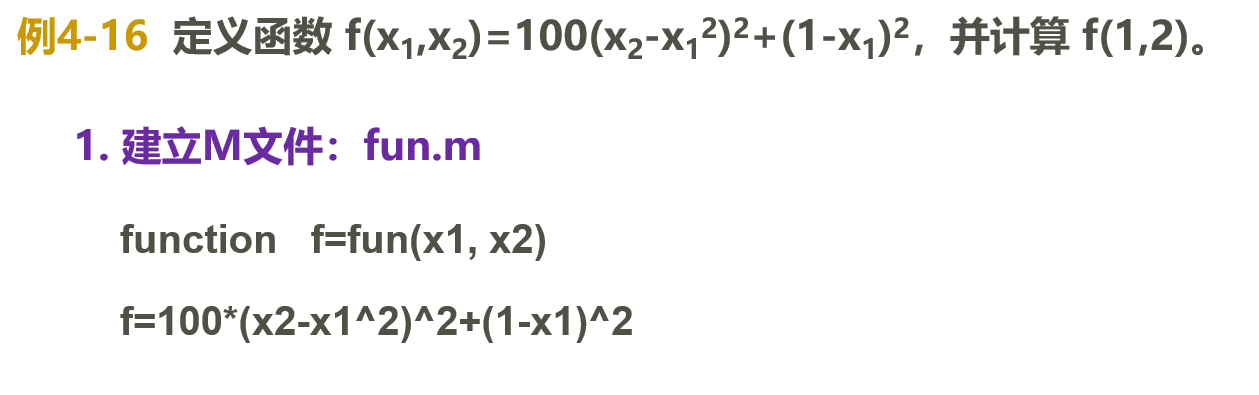 例4-16 定义函数 f(x₁,x₂)=100(x₂-x₁²)²+(1-x₁)²，并计算 f(1,2)。
1. 建立M文件：fun.m
function f=fun(x1, x2)
f=100*(x2-x1^2)^2+(1-x1)^2